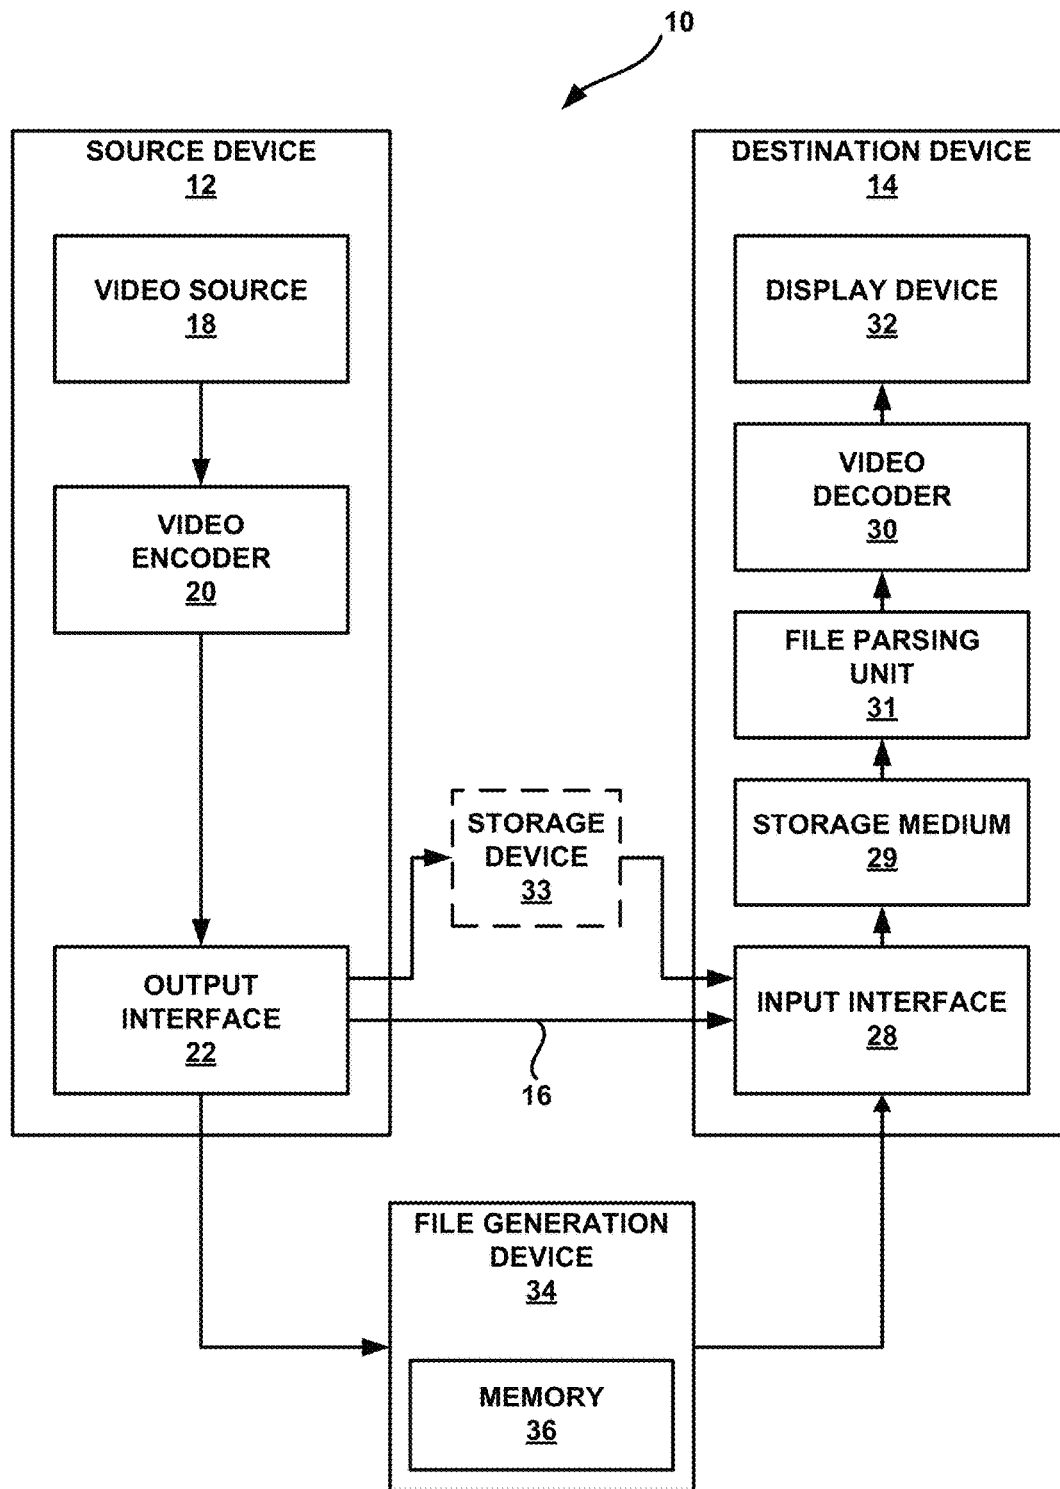 10
SOURCE DEVICE
12
VIDEO SOURCE
18
VIDEO
ENCODER
20
OUTPUT
INTERFACE
22
STORAGE
DEVICE
33
16
DESTINATION DEVICE
14
DISPLAY DEVICE
32
VIDEO
DECODER
30
FILE PARSING
UNIT
31
STORAGE MEDIUM
29
INPUT INTERFACE
28
FILE GENERATION
DEVICE
34
MEMORY
36